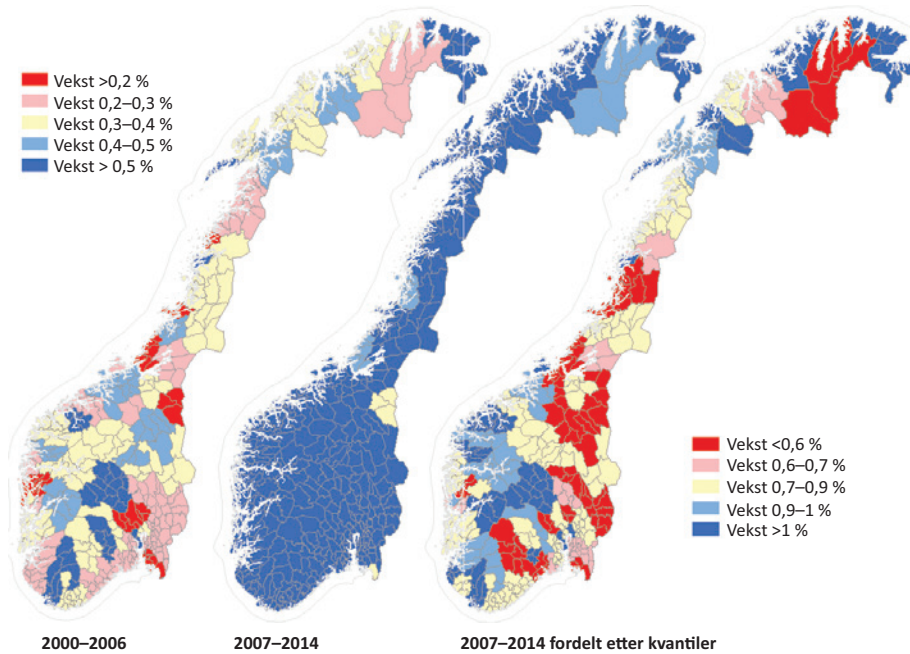 Vekst >0,2 %
Vekst 0,2–0,3 %
Vekst 0,3–0,4 %
Vekst 0,4–0,5 %
Vekst > 0,5 %
Vekst <0,6 %
Vekst 0,6–0,7 %
Vekst 0,7–0,9 %
Vekst 0,9–1 %
Vekst >1 %
2000–2006
2007–2014
2007–2014 fordelt etter kvantiler